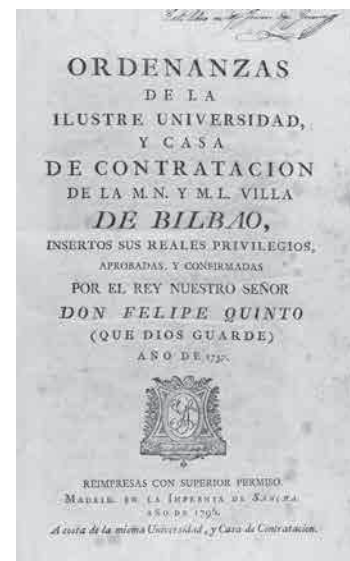 ORDENANZAS
DE LA
ILUSTRE UNIVERSIDAD,
Y CASA
DE CONTRATACION
DE LA M.N. Y M.L. VILLA
DE BILBAO,
INSERTOS SUS REALES PRIVILEGIOS,
APROBADAS, Y CONFIRMADAS
POR EL REY NUESTRO SEÑOR
DON FELIPE QUINTO
(QUE DIOS GUARDE)
AÑO DE 1737.
REIMPRESAS CON SUPERIOR PERMISO.
MADRID. EN LA IMPRENTA DE SANCHA.
AÑO DE 1796.
A costa de la misma Universidad, y Casa de Contratacion.